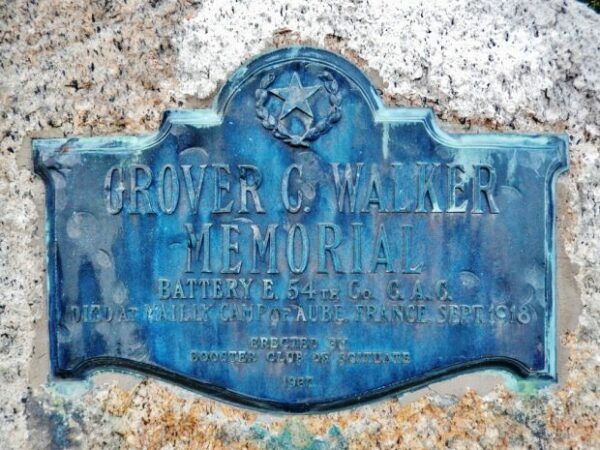 GROVER C. WALKER
MEMORIAL
BATTERY E. 54TH CO. C. A. C.
DIED AT MAILLY CAMP OF AUBE, FRANCE, SEPT. 1918
ERECTED BY
BOOSTER CLUB OF SCITUATE
1937